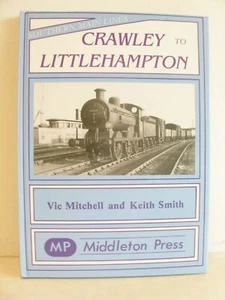 SOUTHERN MAIN LINES
CRAWLEY TO
LITTLEHAMPTON
Vic Mitchell and Keith Smith
MP Middleton Press